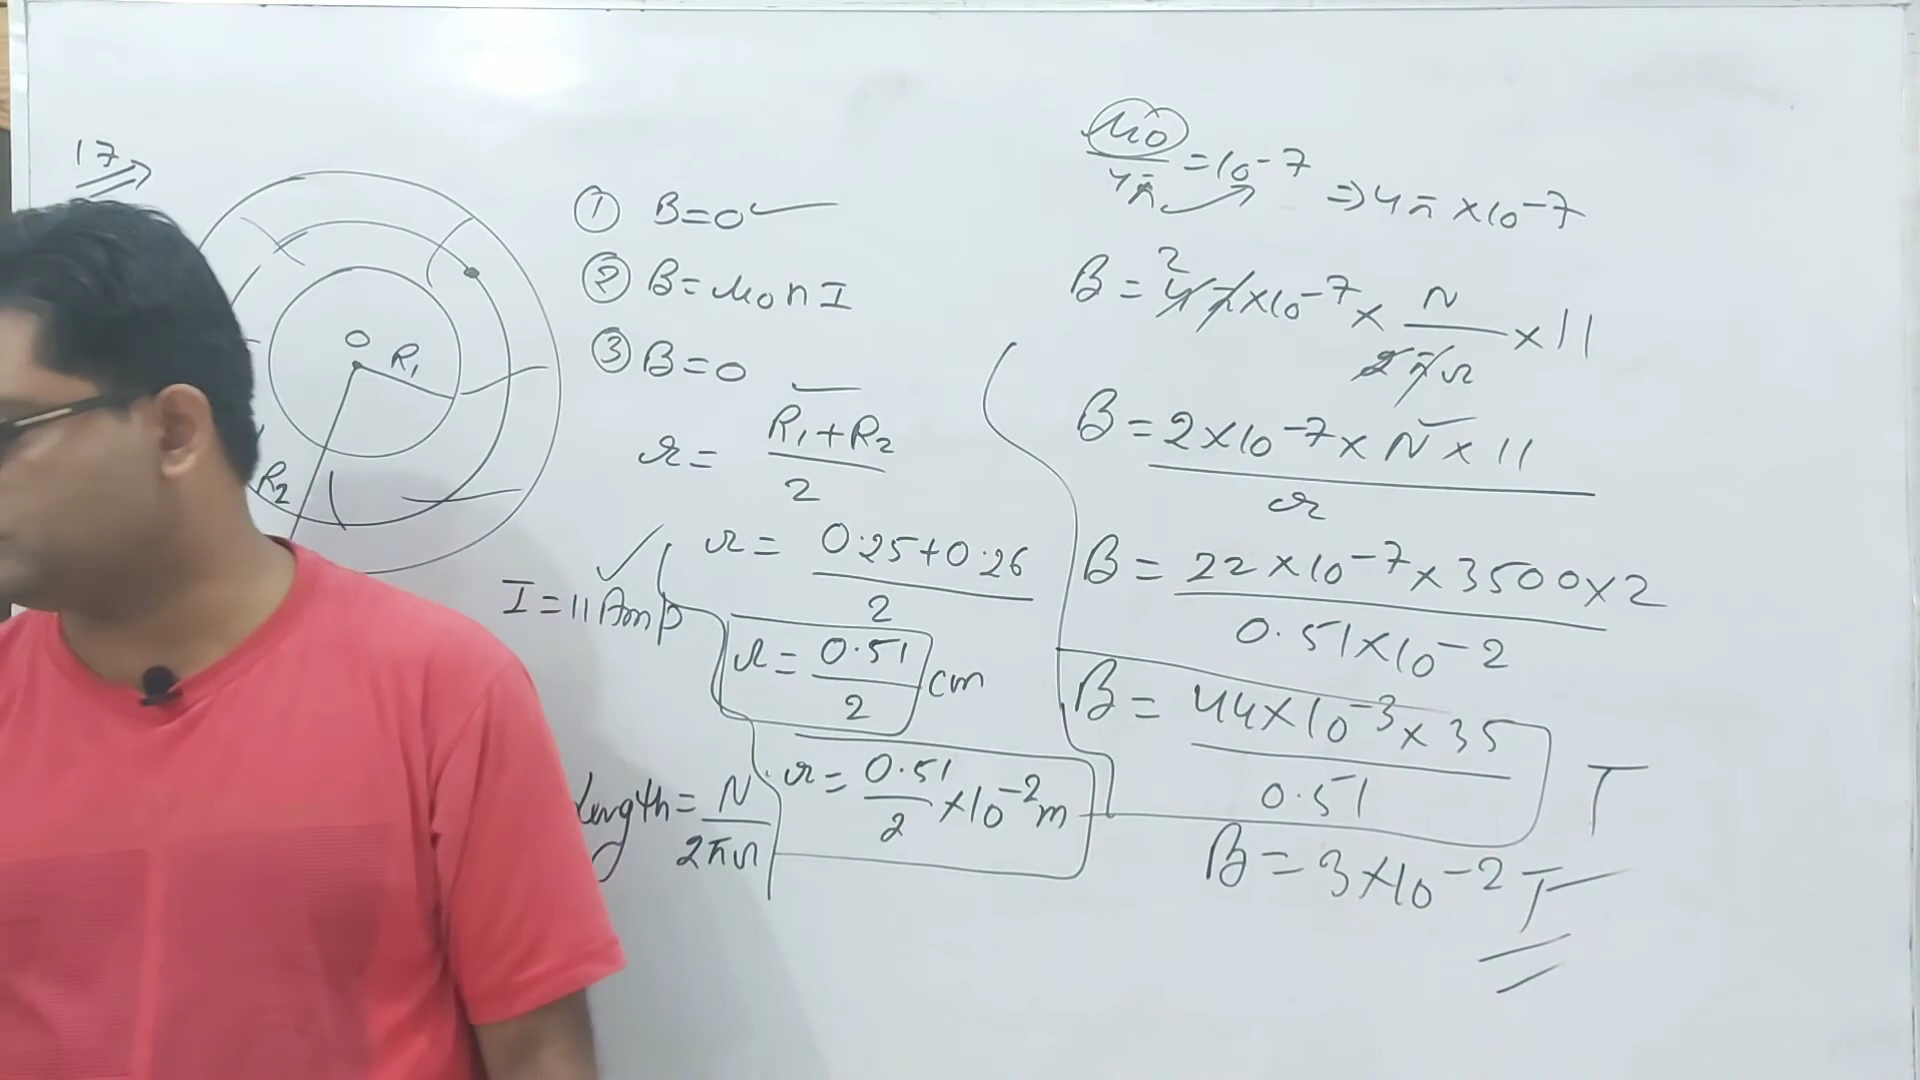 17
O
R₁
R₂
① B=0
② B=μ₀nI
③ B=0
r = (R₁+R₂)/2
r = (0.25+0.26)/2
I=11Amp
r = 0.51/2 cm
r = 0.51/2 ×10⁻² m
length = N/2πr
μ₀/4π = 10⁻⁷ ⇒ 4π×10⁻⁷
B = 2 4π×10⁻⁷ × N/2πr × 11
B = 2×10⁻⁷×N×11/r
B = 22×10⁻⁷×3500×2/0.51×10⁻²
B = 44×10⁻³×35/0.51 T
B = 3×10⁻² T